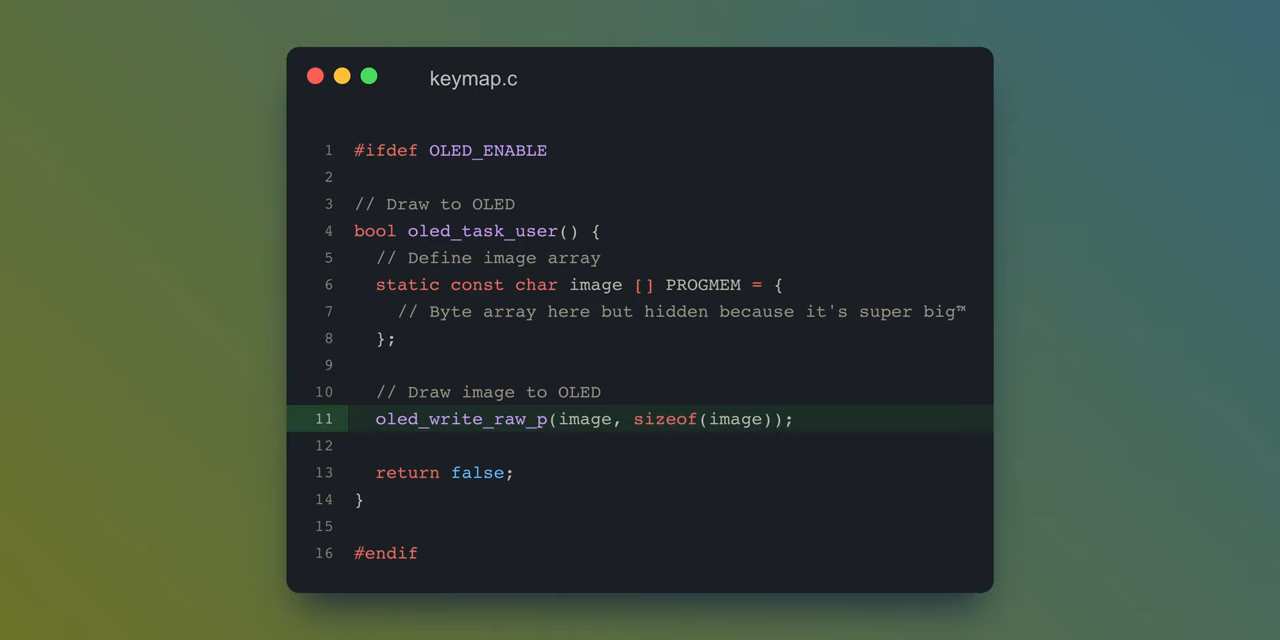 keymap.c
1 #ifdef OLED_ENABLE
2
3 // Draw to OLED
4 bool oled_task_user() {
5 // Define image array
6 static const char image [] PROGMEM = {
7 // Byte array here but hidden because it's super big™
8 };
9
10 // Draw image to OLED
11 oled_write_raw_p(image, sizeof(image));
12
13 return false;
14 }
15
16 #endif